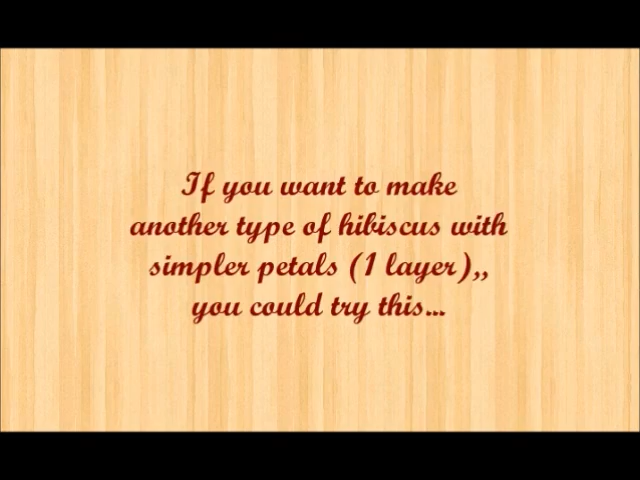 If you want to make
another type of hibiscus with
simpler petals (1 layer),,
you could try this...